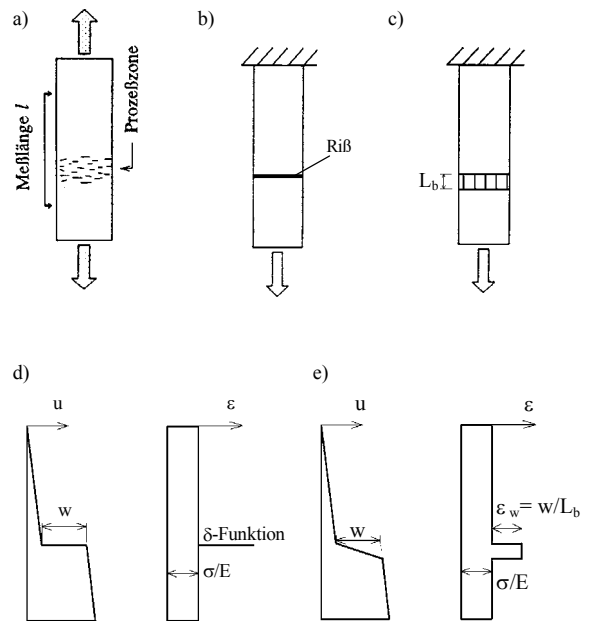 a)
b)
c)
Meßlänge l
Prozeßzone
Riß
L_b
d)
e)
u
ε
u
ε
w
δ-Funktion
σ/E
w
ε_w = w/L_b
σ/E